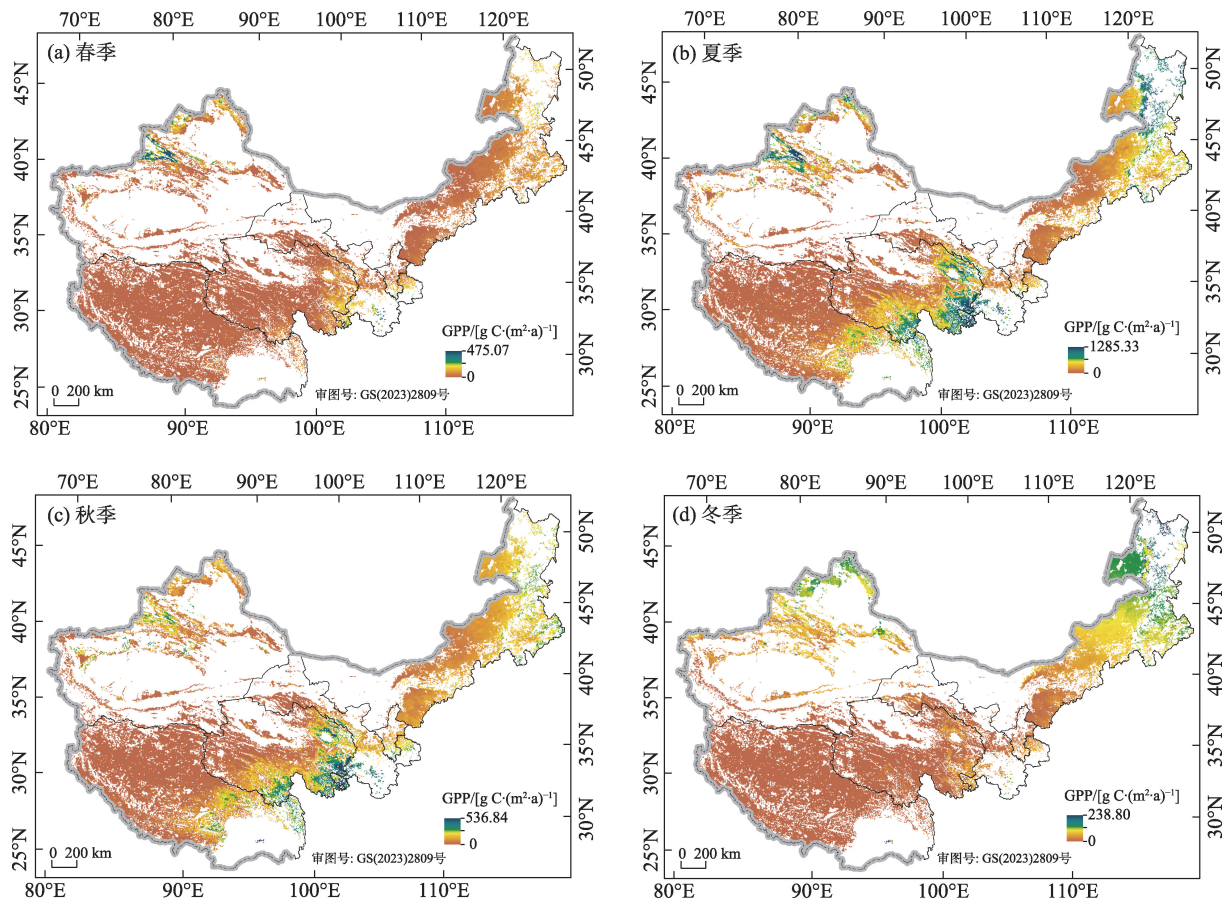 70°E 80°E 90°E 100°E 110°E 120°E
(a) 春季
45°N
40°N
35°N
30°N
25°N
50°N
45°N
40°N
35°N
30°N
GPP/[g C·(m²·a)⁻¹]
475.07
0
0 200 km
审图号: GS(2023)2809号
80°E 90°E 100°E 110°E
70°E 80°E 90°E 100°E 110°E 120°E
(b) 夏季
45°N
40°N
35°N
30°N
25°N
50°N
45°N
40°N
35°N
30°N
GPP/[g C·(m²·a)⁻¹]
1285.33
0
0 200 km
审图号: GS(2023)2809号
80°E 90°E 100°E 110°E
70°E 80°E 90°E 100°E 110°E 120°E
(c) 秋季
45°N
40°N
35°N
30°N
25°N
50°N
45°N
40°N
35°N
30°N
GPP/[g C·(m²·a)⁻¹]
536.84
0
0 200 km
审图号: GS(2023)2809号
80°E 90°E 100°E 110°E
70°E 80°E 90°E 100°E 110°E 120°E
(d) 冬季
45°N
40°N
35°N
30°N
25°N
50°N
45°N
40°N
35°N
30°N
GPP/[g C·(m²·a)⁻¹]
238.80
0
0 200 km
审图号: GS(2023)2809号
80°E 90°E 100°E 110°E